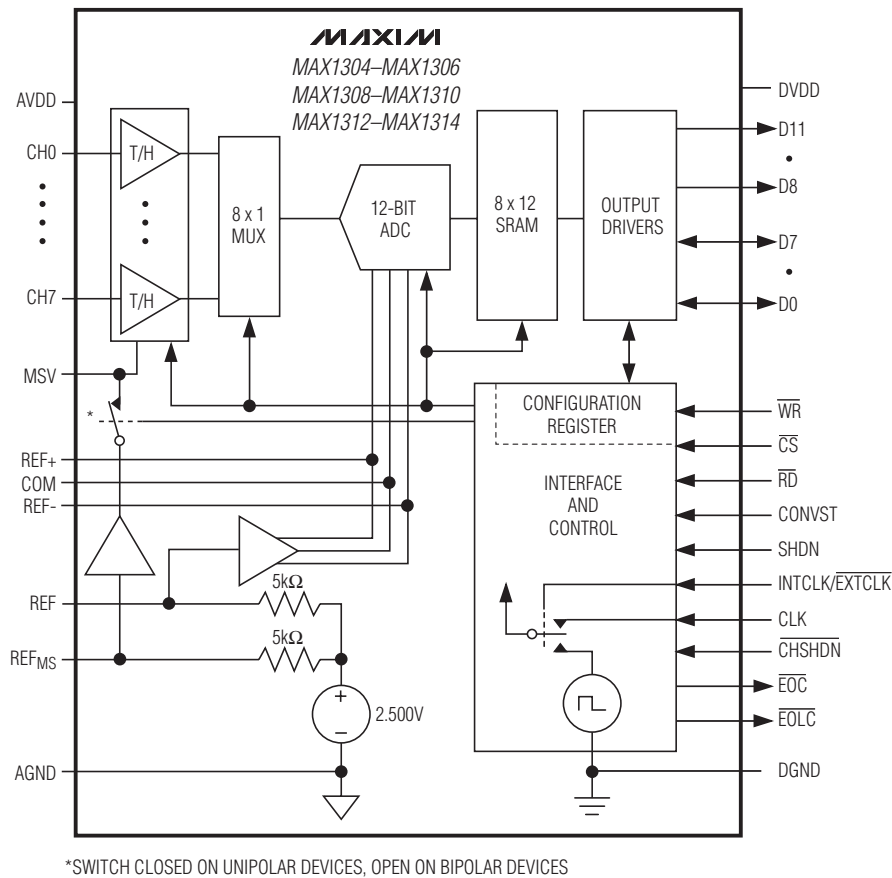 MAXIM
MAX1304–MAX1306
MAX1308–MAX1310
MAX1312–MAX1314
AVDD
DVDD
CH0
T/H
8 x 1
MUX
12-BIT
ADC
8 x 12
SRAM
OUTPUT
DRIVERS
D11
D8
D7
D0
CH7
T/H
MSV
*
CONFIGURATION
REGISTER
WR
CS
REF+
COM
REF-
INTERFACE
AND
CONTROL
RD
CONVST
SHDN
INTCLK/EXTCLK
CLK
CHSHDN
EOC
EOLC
REF
5kΩ
REFMS
5kΩ
+
2.500V
−
AGND
DGND
*SWITCH CLOSED ON UNIPOLAR DEVICES, OPEN ON BIPOLAR DEVICES